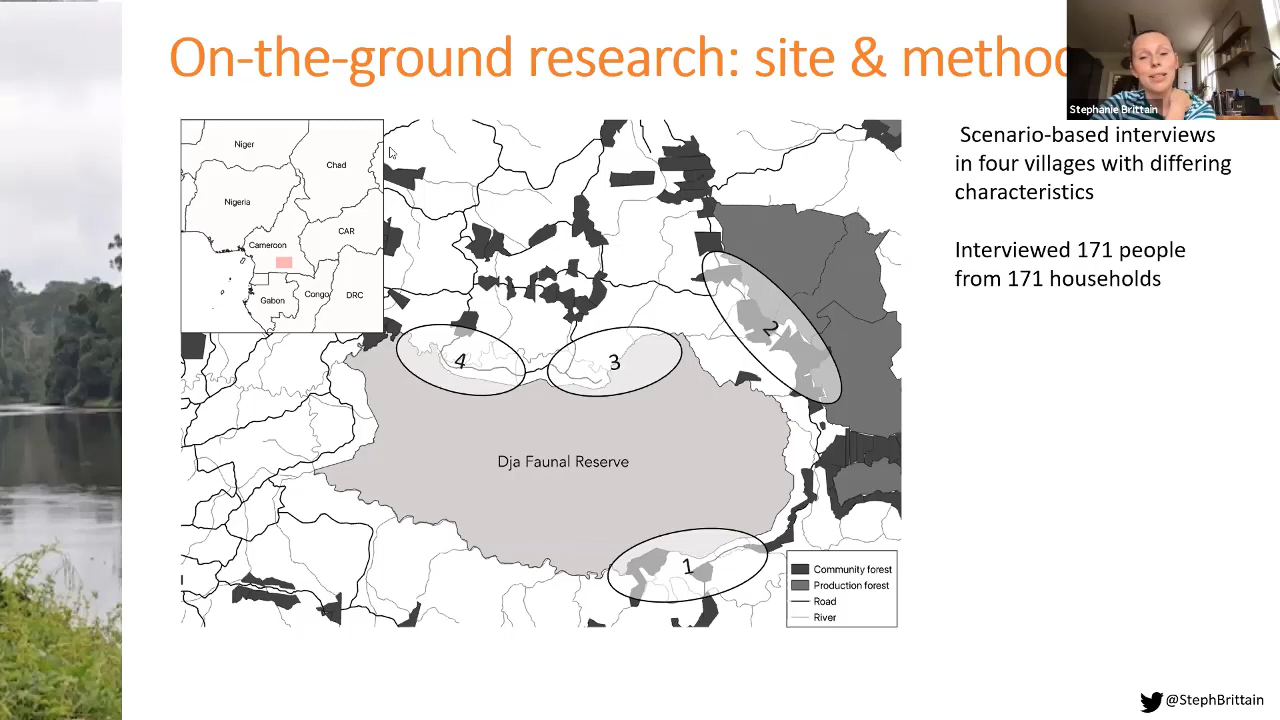 On-the-ground research: site & metho
Stephanie Brittain
Niger
Chad
Nigeria
CAR
Cameroon
Gabon
Congo
DRC
4
3
2
Dja Faunal Reserve
1
Community forest
Production forest
Road
River
Scenario-based interviews
in four villages with differing
characteristics
Interviewed 171 people
from 171 households
@StephBrittain